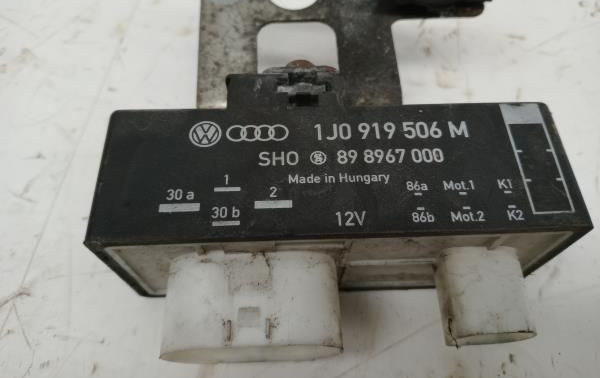 1J0 919 506 M
SHO 89 8967 000
Made in Hungary
30 a 1 2 86a Mot.1 K1
30 b 12V 86b Mot.2 K2